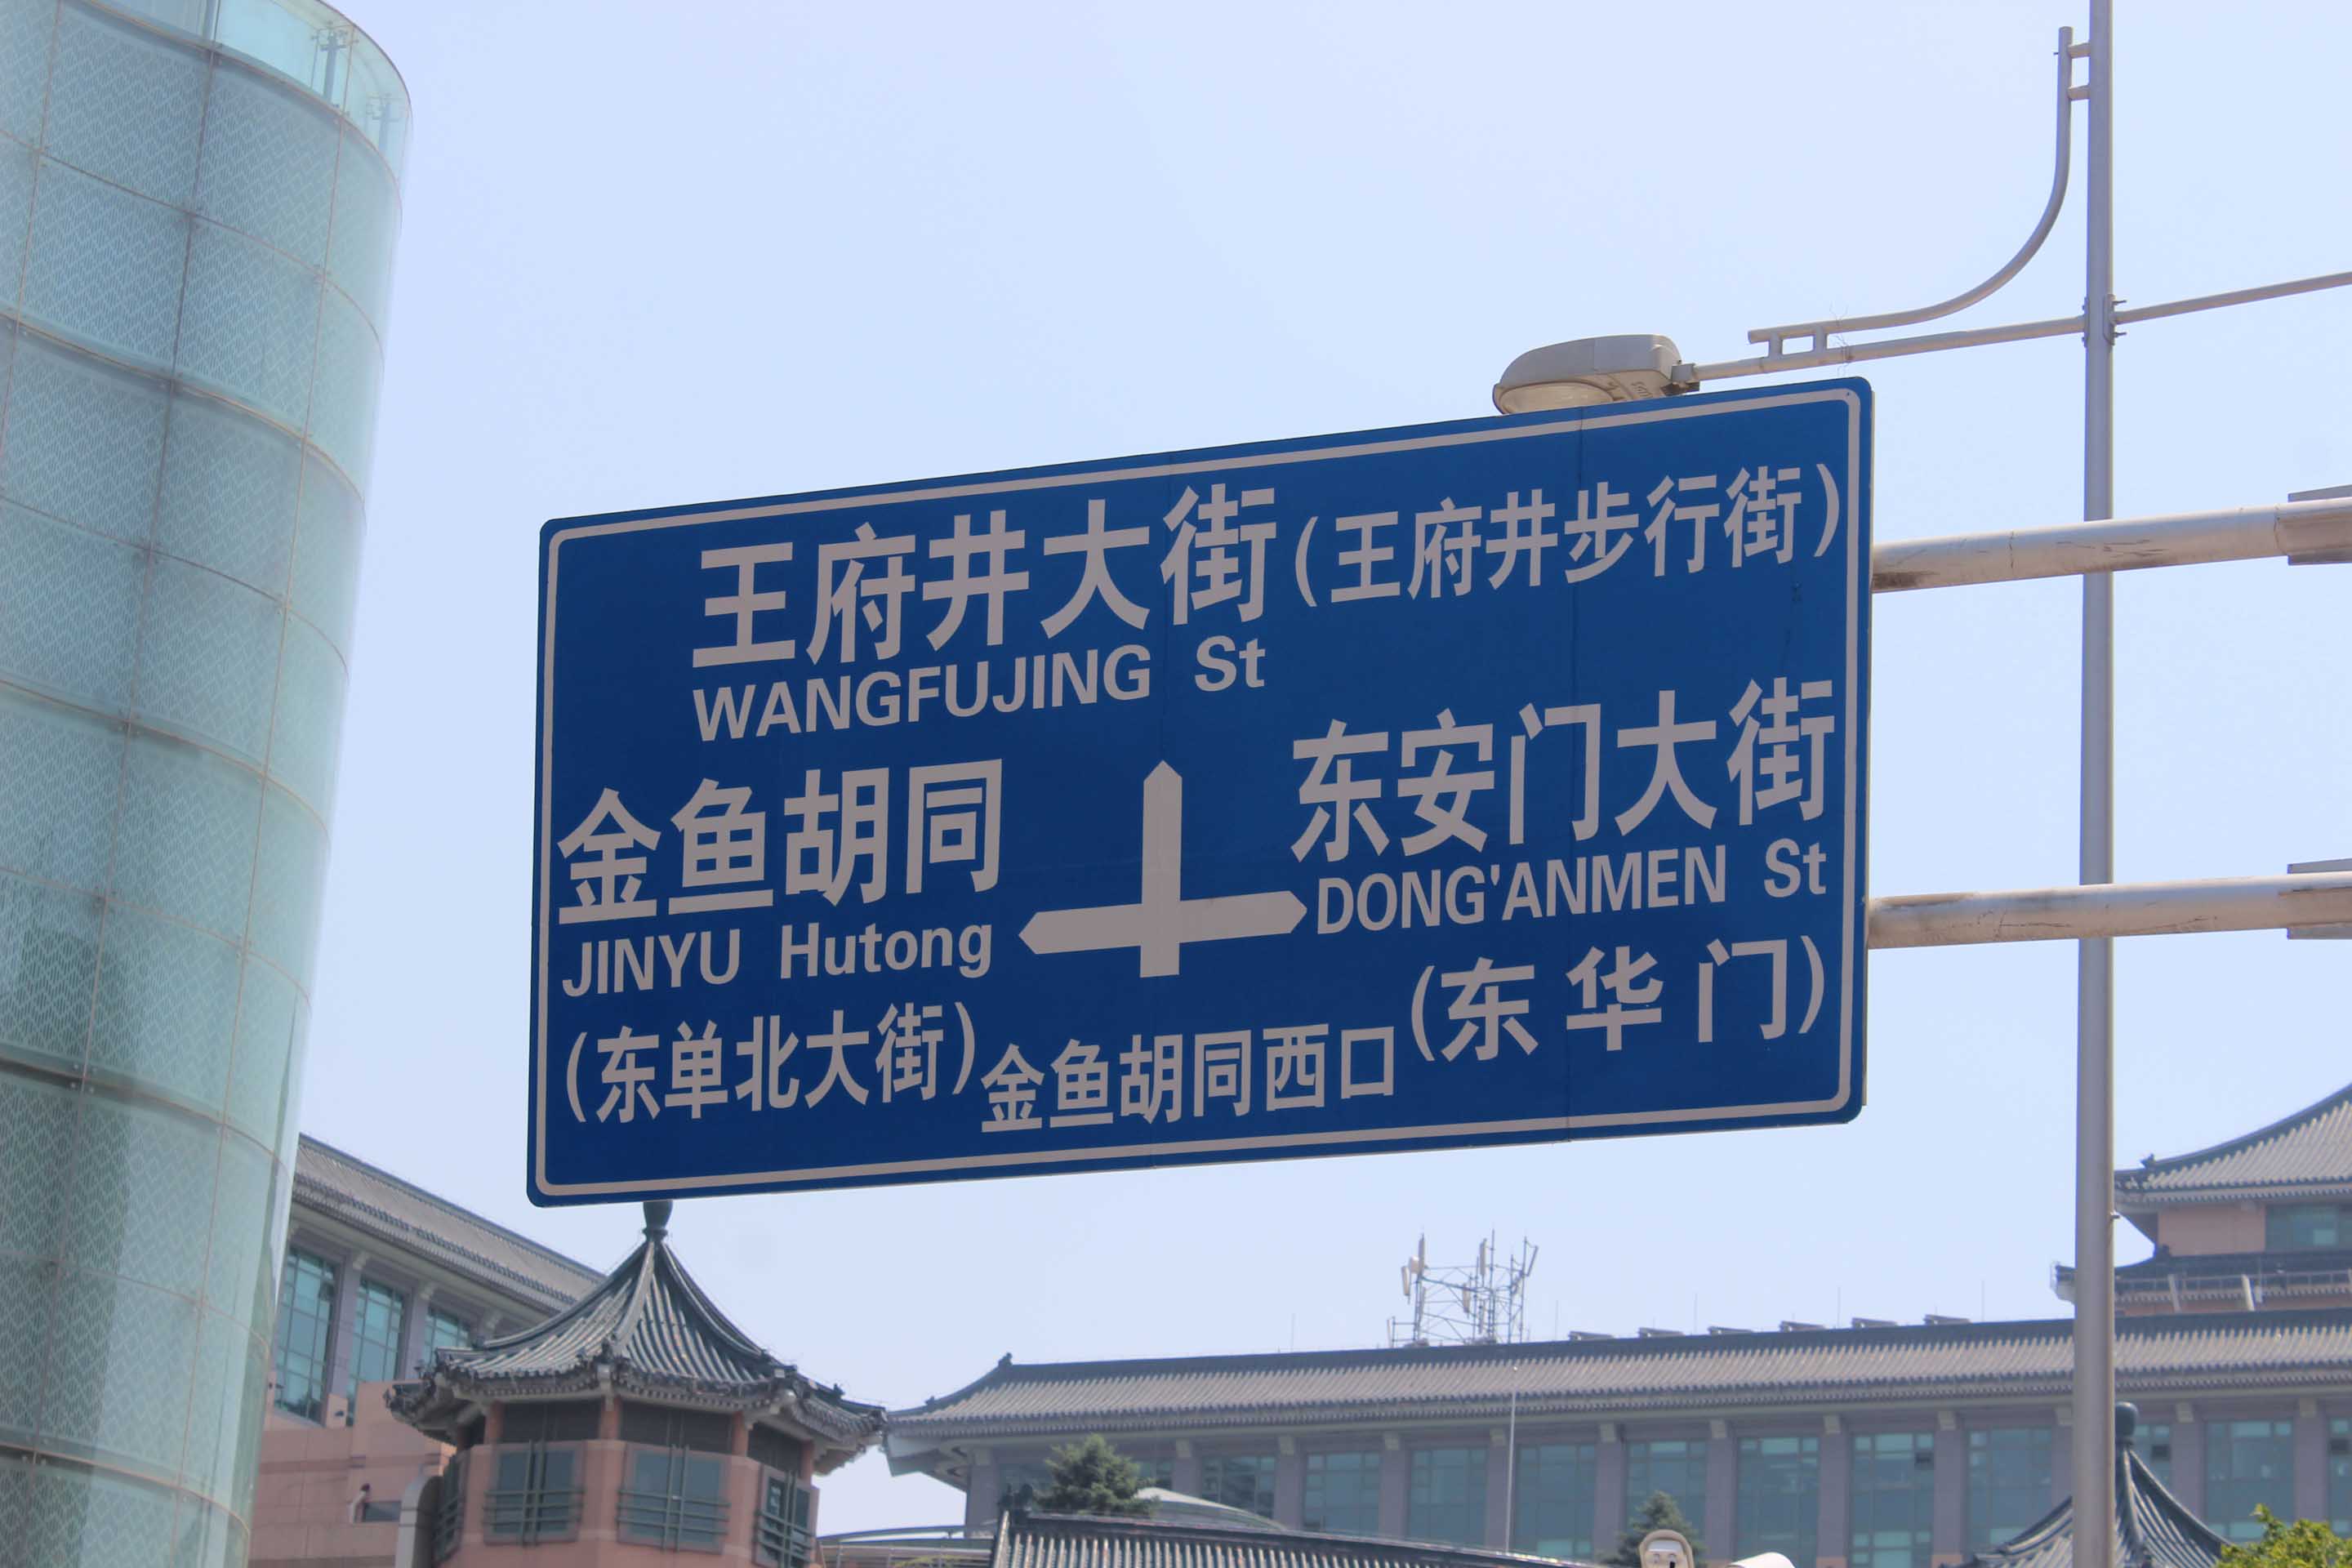 王府井大街(王府井步行街)
WANGFUJING St
金鱼胡同
JINYU Hutong
(东单北大街)
东安门大街
DONG'ANMEN St
(东华门)
金鱼胡同西口